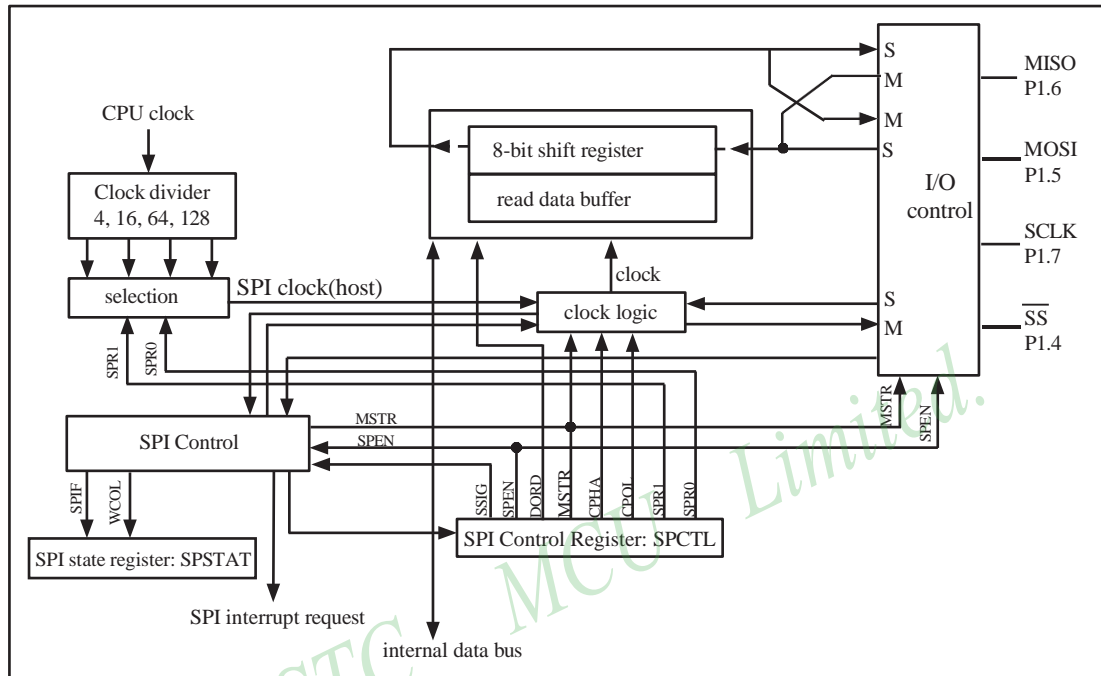 CPU clock
Clock divider
4, 16, 64, 128
selection
SPR1
SPR0
SPI clock(host)
8-bit shift register
read data buffer
clock
clock logic
S
M
M
S
S
M
I/O
control
MISO
P1.6
MOSI
P1.5
SCLK
P1.7
SS
P1.4
MSTR
SPEN
SPI Control
MSTR
SPEN
SPIF
WCOL
SPI state register: SPSTAT
SPI interrupt request
SSIG
SPEN
DORD
MSTR
CPHA
CPOL
SPR1
SPR0
SPI Control Register: SPCTL
internal data bus
STC MCU Limited.